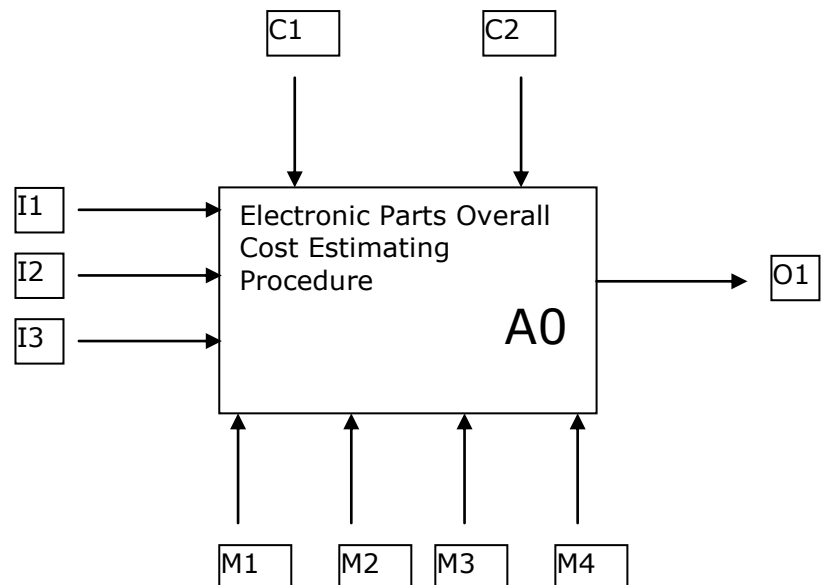 C1 C2
I1
I2
I3
Electronic Parts Overall
Cost Estimating
Procedure
A0
O1
M1 M2 M3 M4